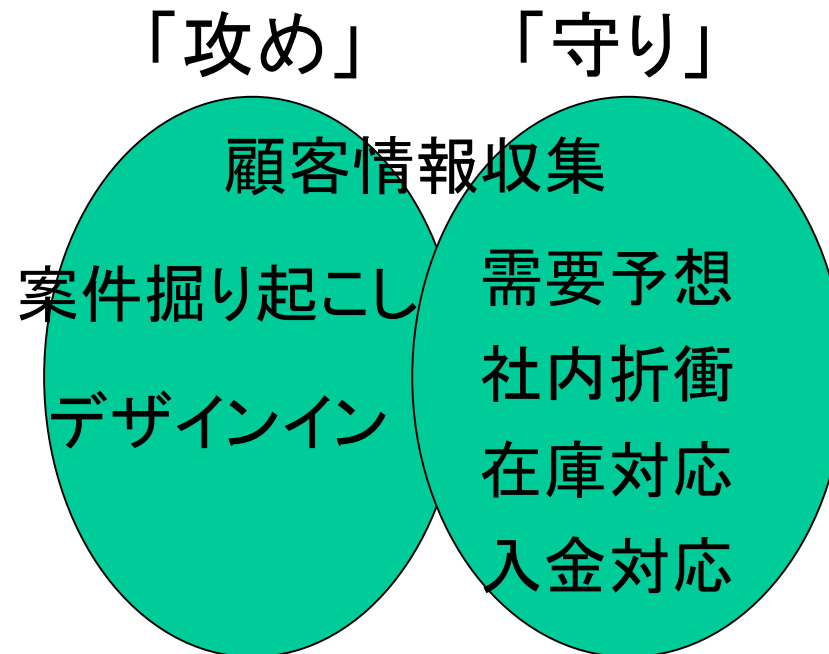 「攻め」
「守り」
顧客情報収集
案件掘り起こし
デザインイン
需要予想
社内折衝
在庫対応
入金対応